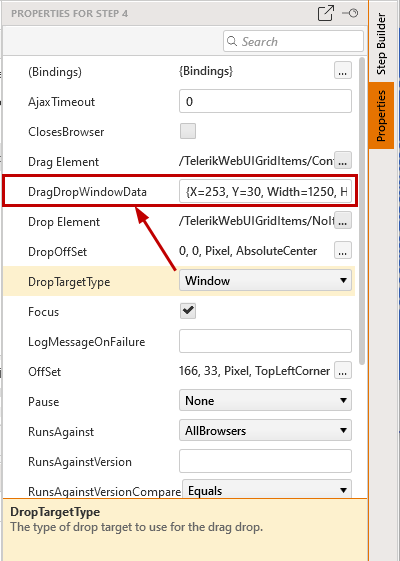 PROPERTIES FOR STEP 4
Search
(Bindings) {Bindings} ...
AjaxTimeout 0
ClosesBrowser
Drag Element /TelerikWebUIGridItems/Con ...
DragDropWindowData {X=253, Y=30, Width=1250, H
Drop Element /TelerikWebUIGridItems/NoIt ...
DropOffSet 0, 0, Pixel, AbsoluteCenter ...
DropTargetType Window
Focus
LogMessageOnFailure
OffSet 166, 33, Pixel, TopLeftCorner ...
Pause None
RunsAgainst AllBrowsers
RunsAgainstVersion
RunsAgainstVersionCompare Equals
DropTargetType
The type of drop target to use for the drag drop.
Step Builder
Properties